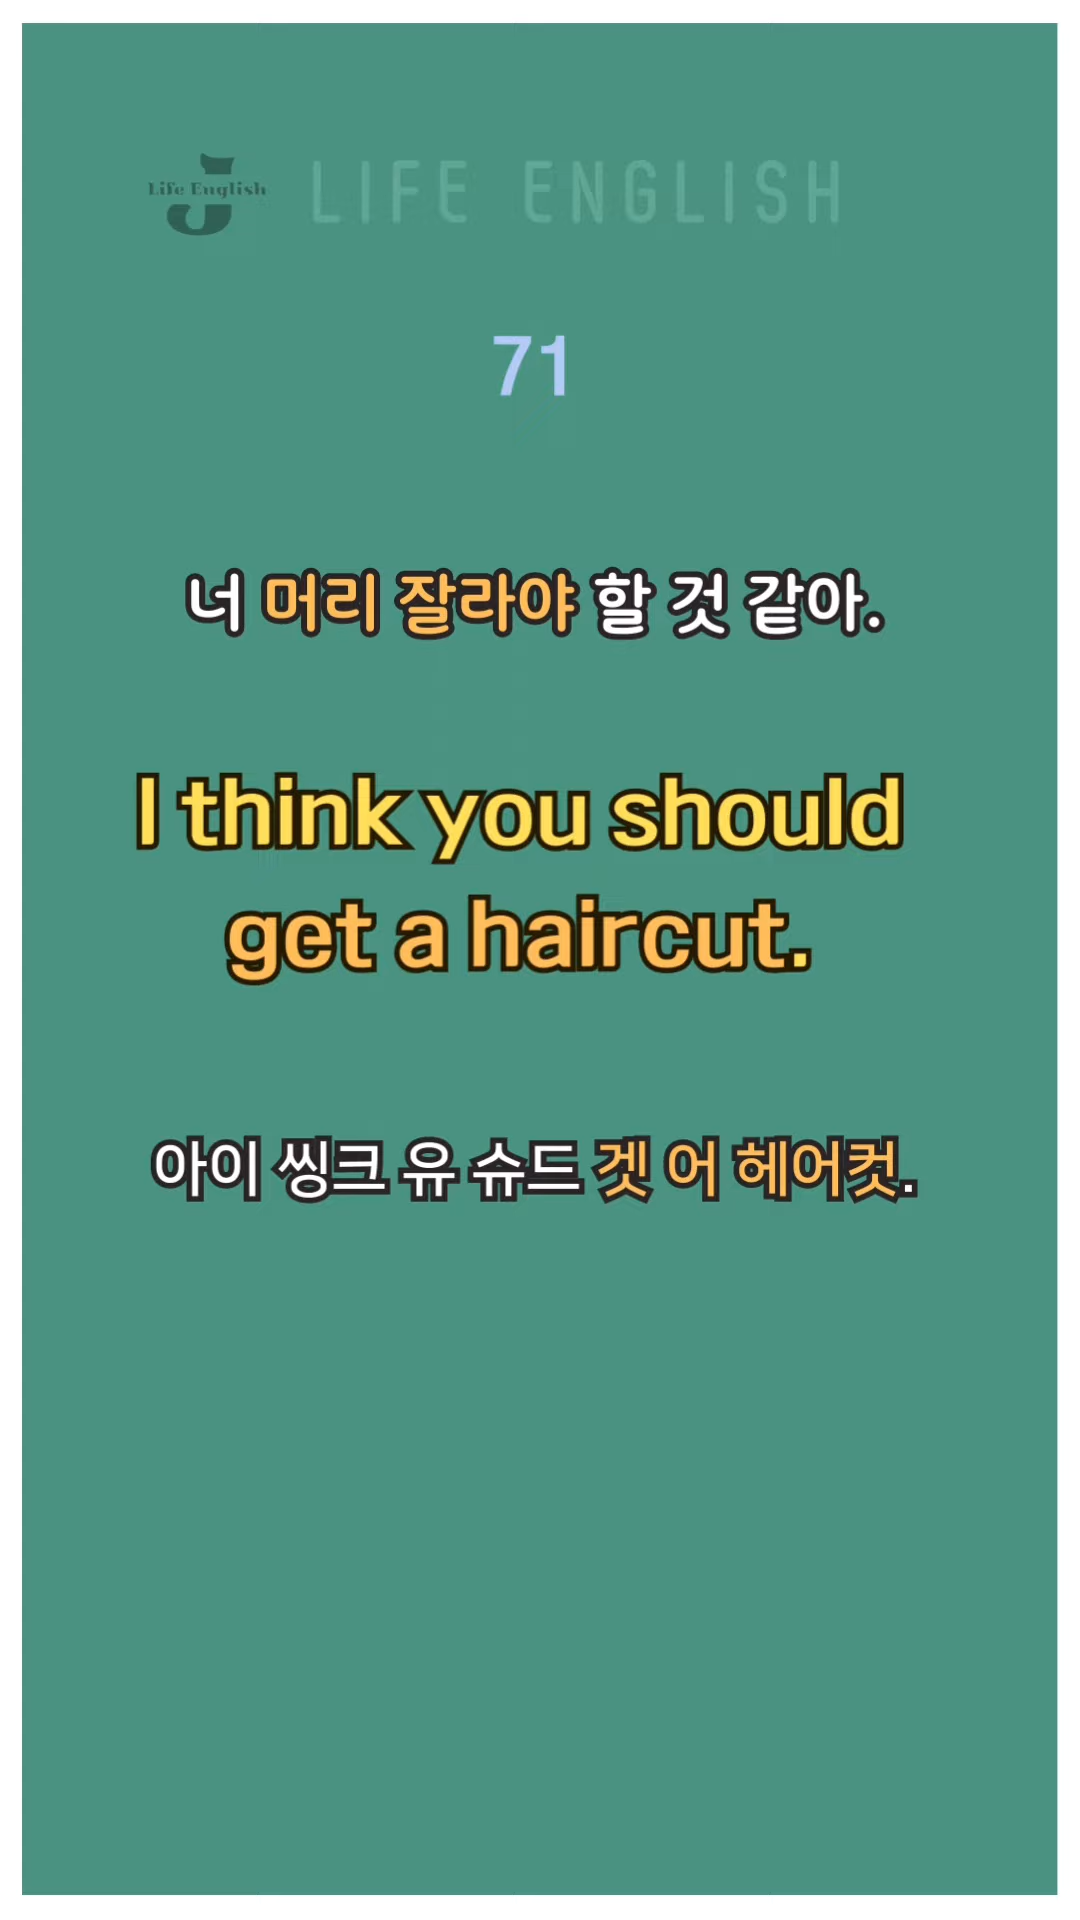 Life English
LIFE ENGLISH
71
너 머리 잘라야 할 것 같아.
I think you should
get a haircut.
아이 씽크 유 슈드 겟 어 헤어컷.